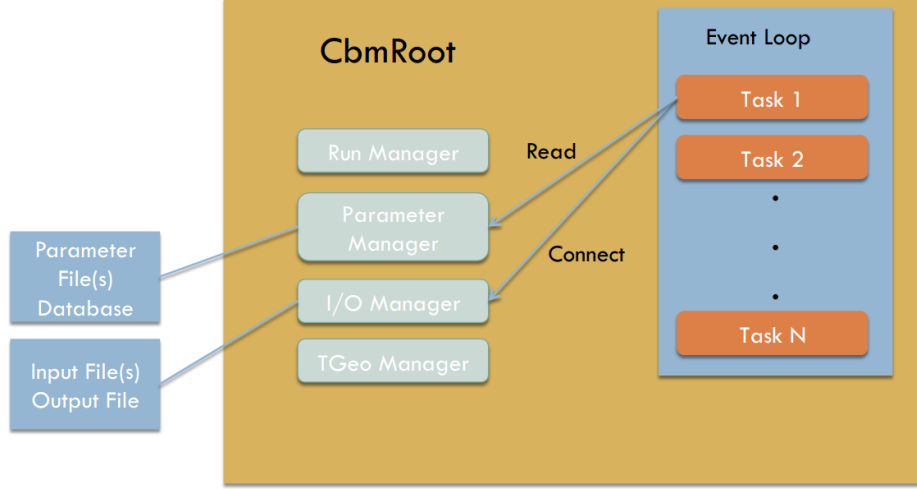 CbmRoot
Event Loop
Task 1
Run Manager
Read
Task 2
Parameter
Manager
Parameter
File(s)
Database
Connect
I/O Manager
Task N
Input File(s)
Output File
TGeo Manager